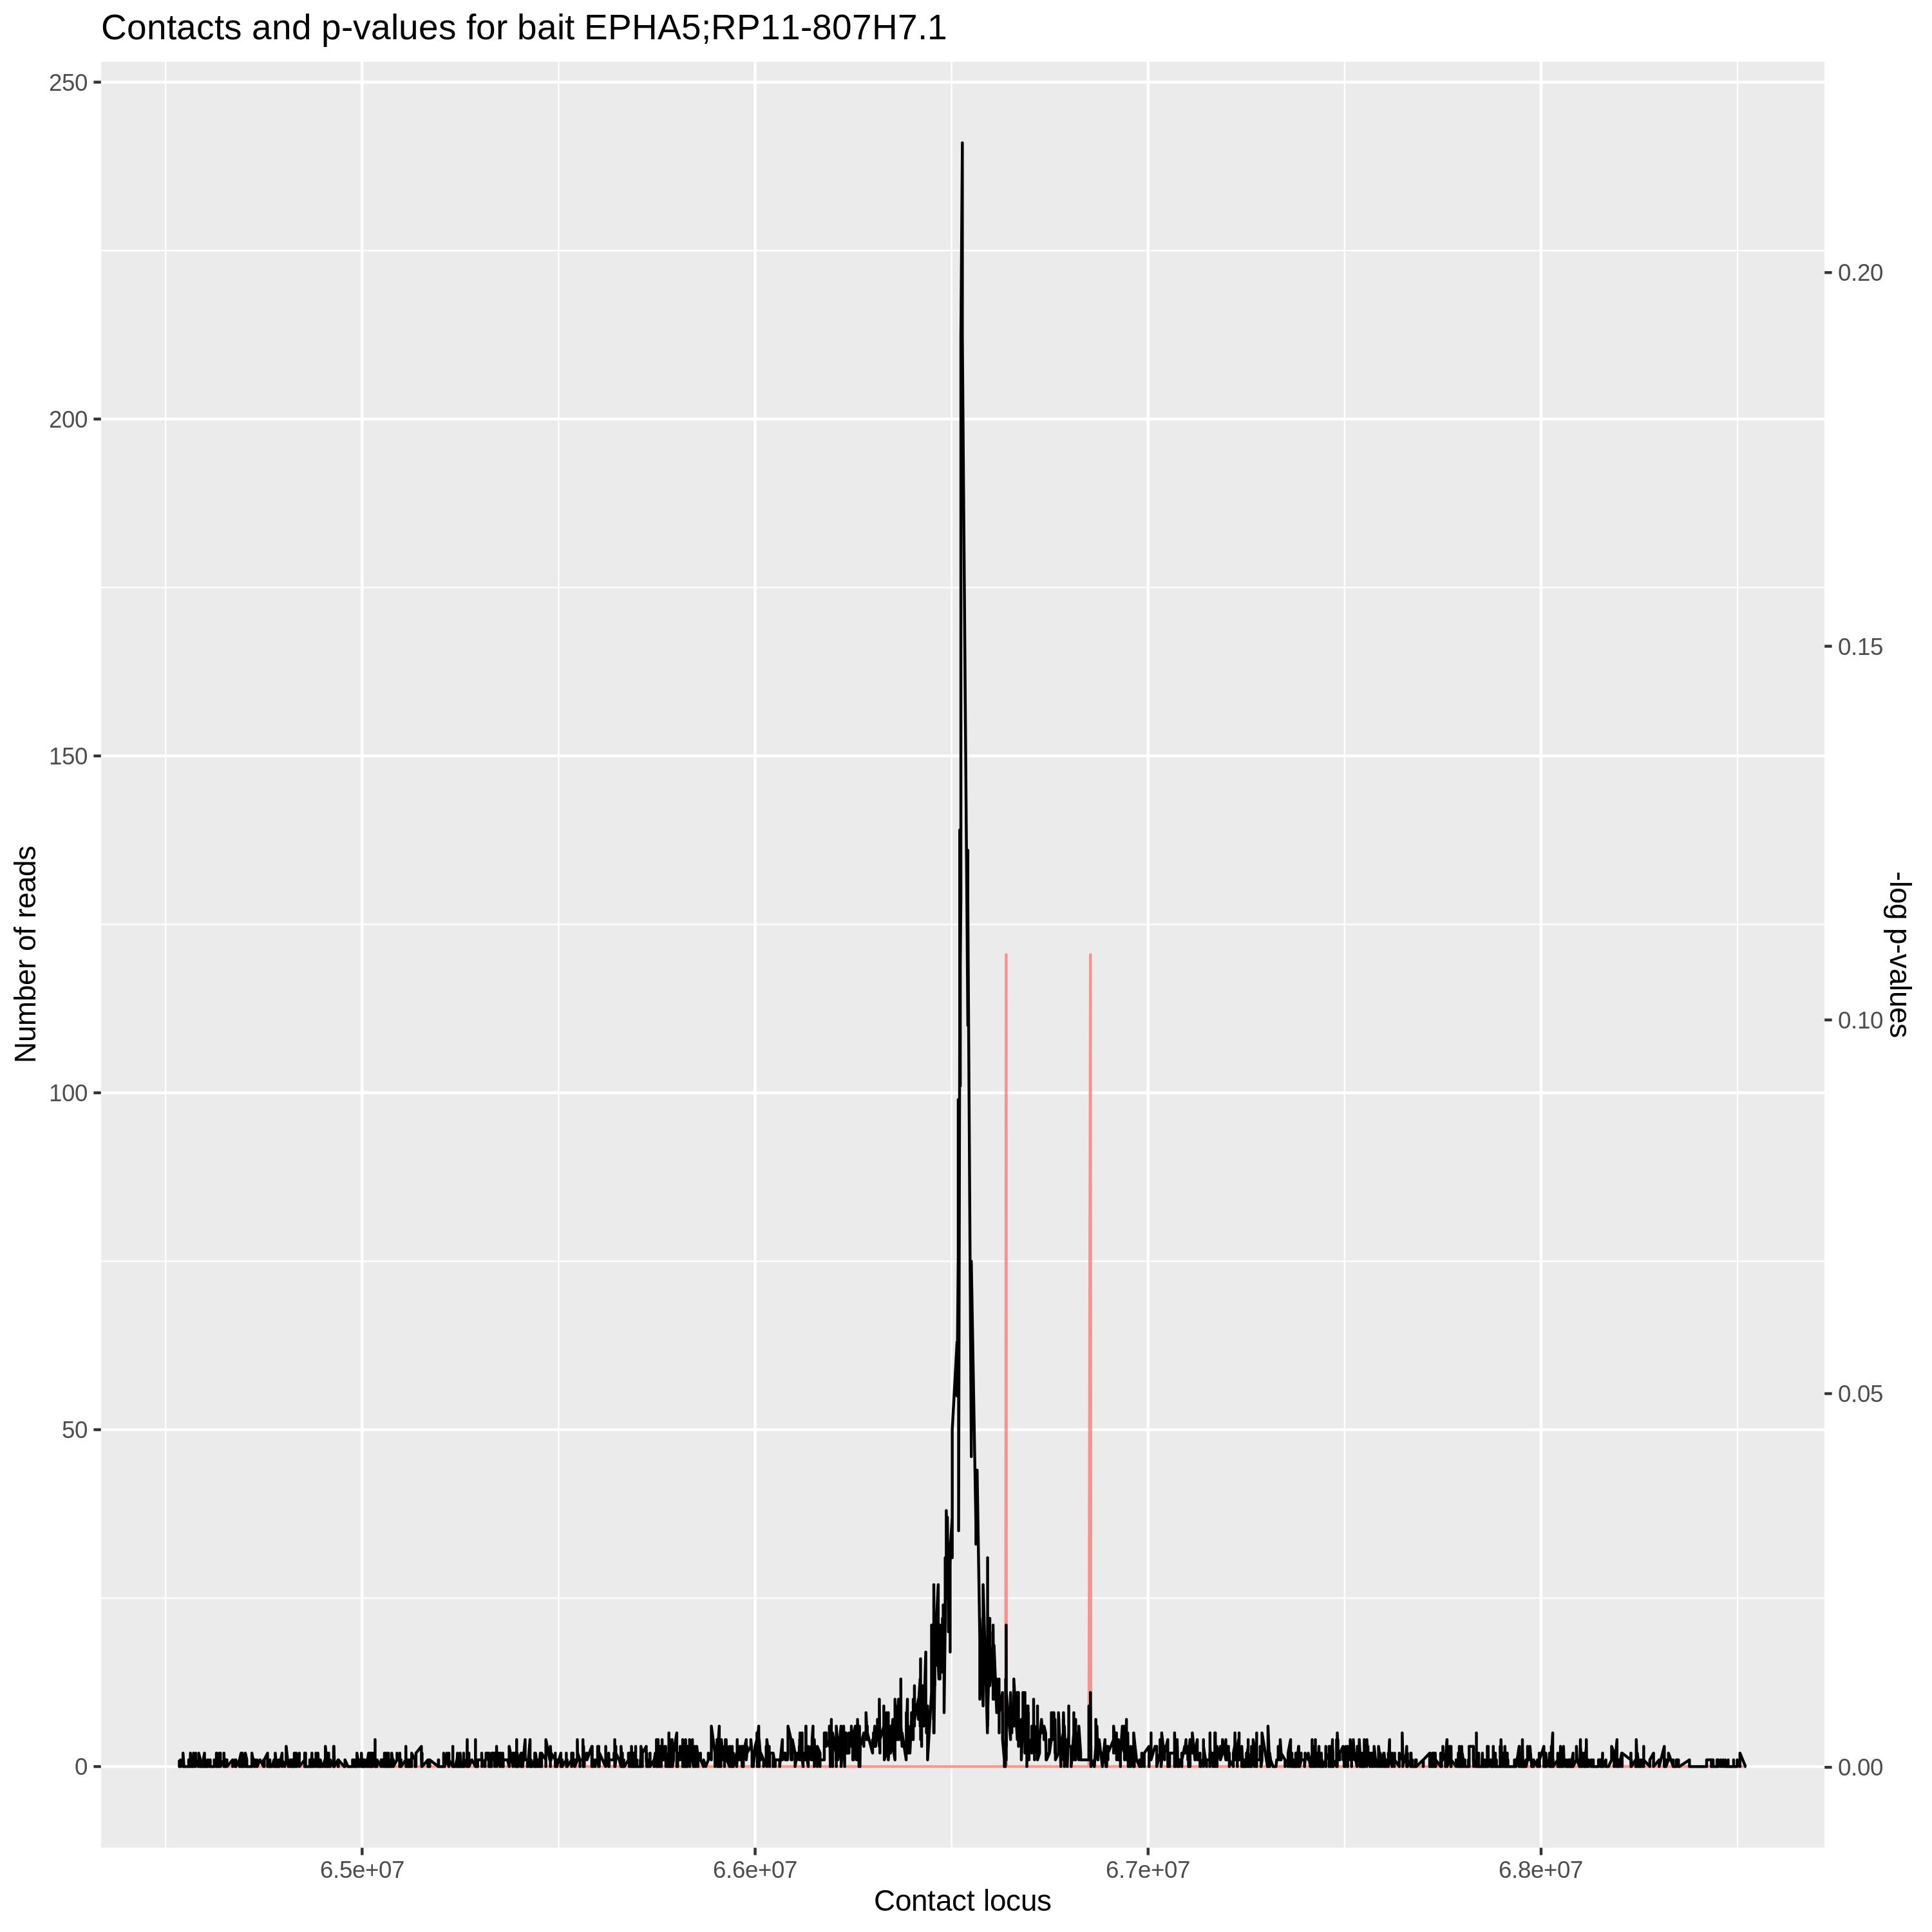 Contacts and p-values for bait EPHA5;RP11-807H7.1
250
200
150
100
50
0
Number of reads
0.20
0.15
0.10
0.05
0.00
-log p-values
6.5e+07
6.6e+07
6.7e+07
6.8e+07
Contact locus